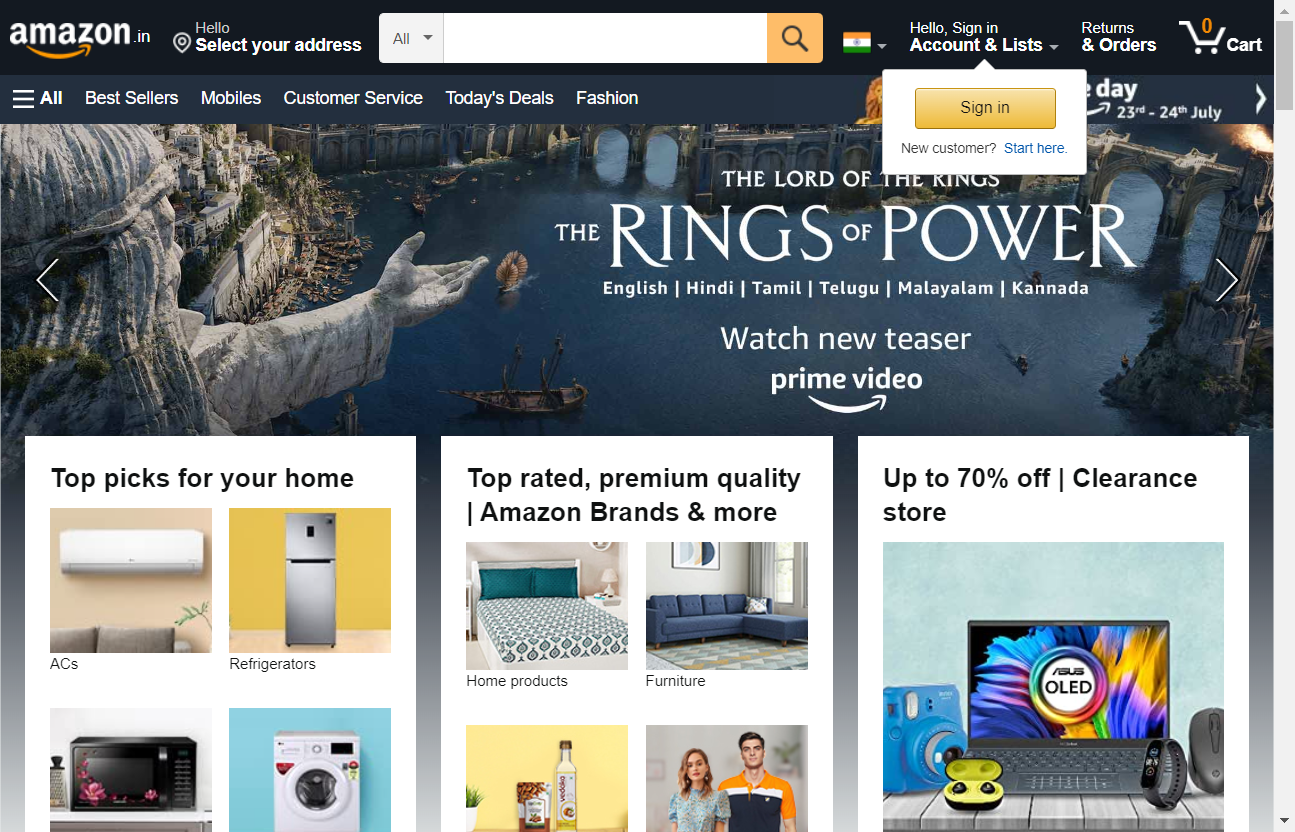 amazon.in
Hello
Select your address
All
Hello, Sign in
Account & Lists
Returns
& Orders
0
Cart
All
Best Sellers
Mobiles
Customer Service
Today's Deals
Fashion
day
23rd - 24th July
Sign in
New customer? Start here.
THE LORD OF THE RINGS
THE RINGS OF POWER
English | Hindi | Tamil | Telugu | Malayalam | Kannada
Watch new teaser
prime video
Top picks for your home
ACs
Refrigerators
Top rated, premium quality
| Amazon Brands & more
Home products
Furniture
Up to 70% off | Clearance
store
ASUS
OLED